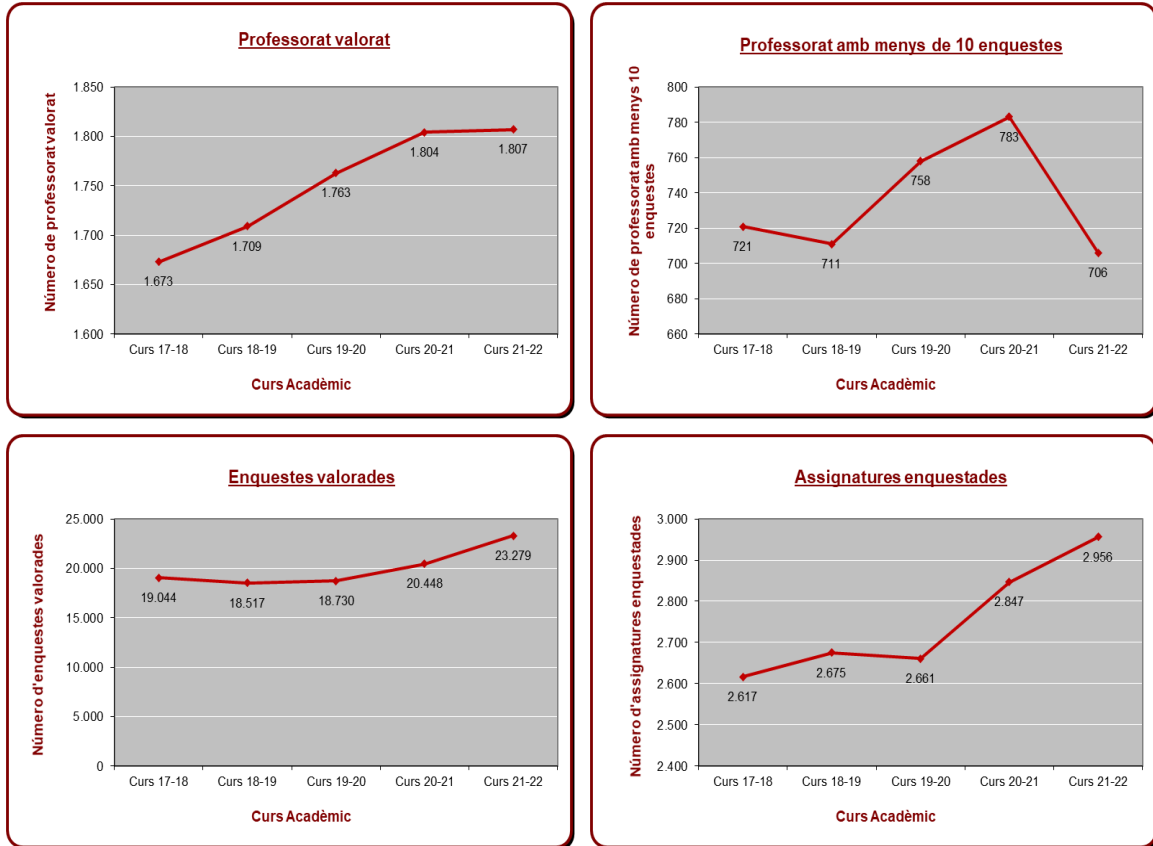 Professorat valorat
Número de professorat valorat
1.850
1.800
1.750
1.700
1.650
1.600
1.673
1.709
1.763
1.804
1.807
Curs 17-18 Curs 18-19 Curs 19-20 Curs 20-21 Curs 21-22
Curs Acadèmic
Professorat amb menys de 10 enquestes
Número de professorat amb menys 10
enquestes
800
780
760
740
720
700
680
660
721
711
758
783
706
Curs 17-18 Curs 18-19 Curs 19-20 Curs 20-21 Curs 21-22
Curs Acadèmic
Enquestes valorades
Número d'enquestes valorades
25.000
20.000
15.000
10.000
5.000
0
19.044
18.517
18.730
20.448
23.279
Curs 17-18 Curs 18-19 Curs 19-20 Curs 20-21 Curs 21-22
Curs Acadèmic
Assignatures enquestades
Número d'assignatures enquestades
3.000
2.900
2.800
2.700
2.600
2.500
2.400
2.617
2.675
2.661
2.847
2.956
Curs 17-18 Curs 18-19 Curs 19-20 Curs 20-21 Curs 21-22
Curs Acadèmic